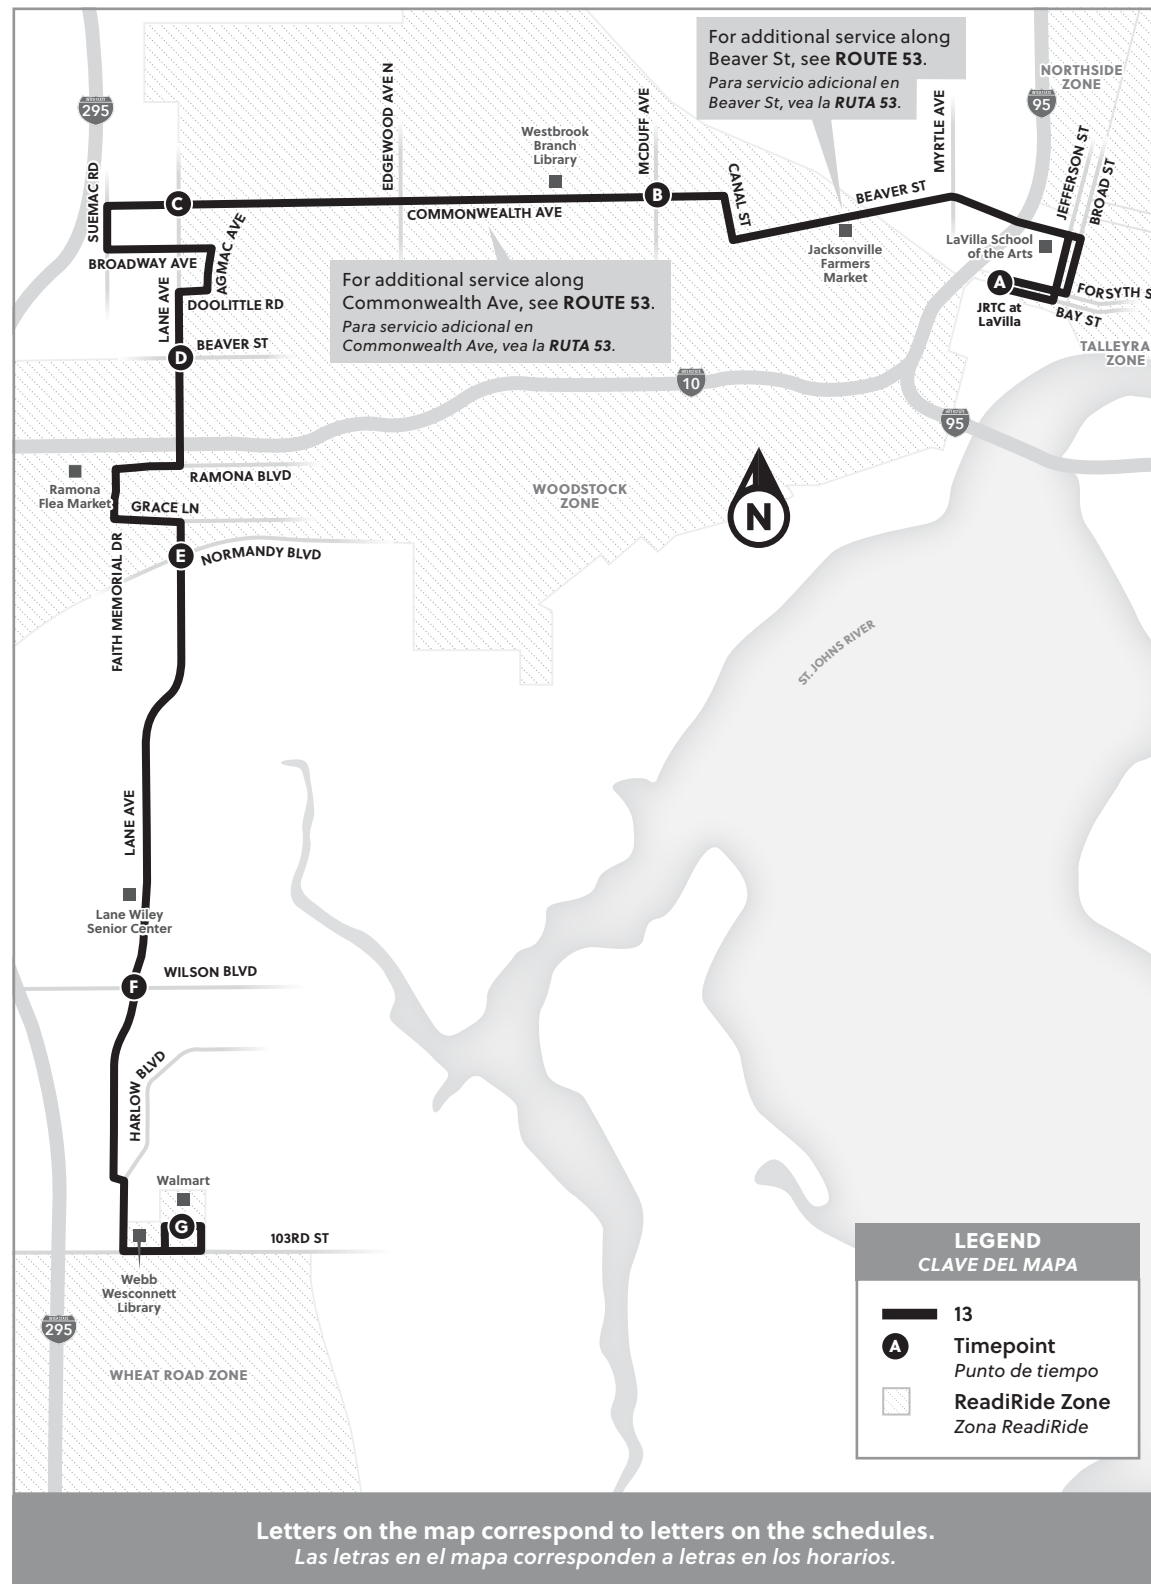 For additional service along
Beaver St, see ROUTE 53.
Para servicio adicional en
Beaver St, vea la RUTA 53.
NORTHSIDE
ZONE
295
95
EDGEWOOD AVE N
MCDUFF AVE
MYRTLE AVE
JEFFERSON ST
BROAD ST
Westbrook
Branch
Library
SUEMAC RD
C
B
CANAL ST
BEAVER ST
COMMONWEALTH AVE
AGMAC AVE
BROADWAY AVE
Jacksonville
Farmers
Market
LaVilla School
of the Arts
A
JRTC at
LaVilla
FORSYTH S
BAY ST
TALLEYRA
ZONE
For additional service along
Commonwealth Ave, see ROUTE 53.
Para servicio adicional en
Commonwealth Ave, vea la RUTA 53.
LANE AVE
DOOLITTLE RD
BEAVER ST
D
10
95
RAMONA BLVD
Ramona
Flea Market
GRACE LN
WOODSTOCK
ZONE
N
E
NORMANDY BLVD
FAITH MEMORIAL DR
ST. JOHNS RIVER
LANE AVE
Lane Wiley
Senior Center
WILSON BLVD
F
HARLOW BLVD
Walmart
G
103RD ST
Webb
Wesconnett
Library
295
WHEAT ROAD ZONE
LEGEND
CLAVE DEL MAPA
13
A
Timepoint
Punto de tiempo
ReadiRide Zone
Zona ReadiRide
Letters on the map correspond to letters on the schedules.
Las letras en el mapa corresponden a letras en los horarios.